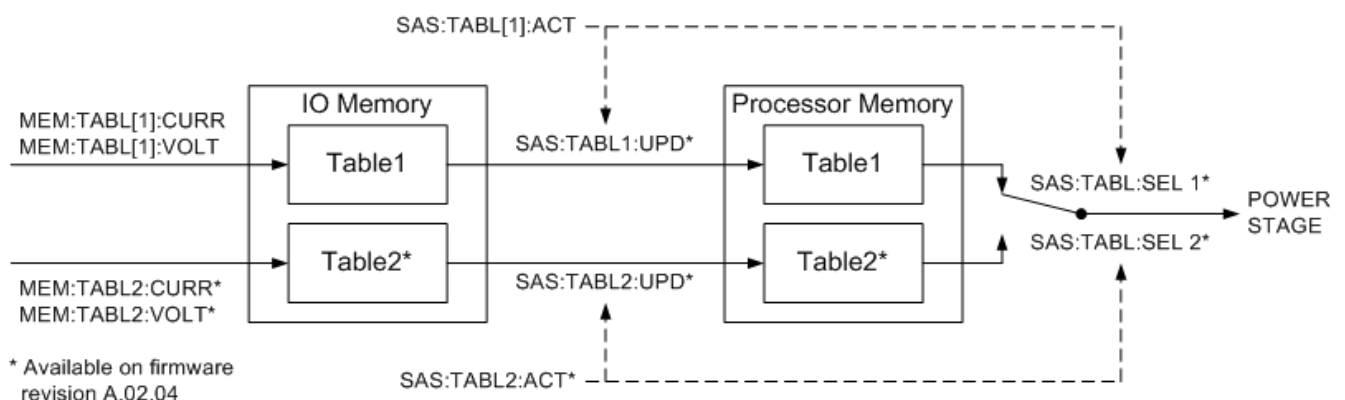 SAS:TABL[1]:ACT
IO Memory
Processor Memory
MEM:TABL[1]:CURR
MEM:TABL[1]:VOLT
Table1
SAS:TABL1:UPD*
Table1
SAS:TABL:SEL 1*
POWER
STAGE
SAS:TABL:SEL 2*
Table2*
SAS:TABL2:UPD*
Table2*
MEM:TABL2:CURR*
MEM:TABL2:VOLT*
* Available on firmware
revision A.02.04
SAS:TABL2:ACT*